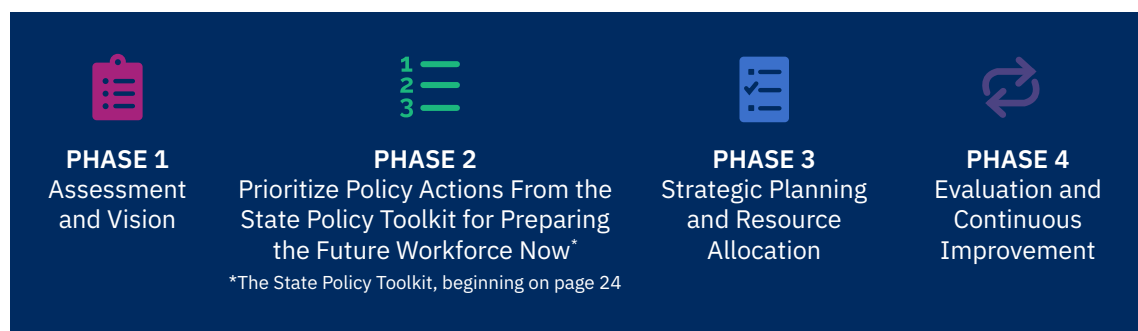 1
2
3
PHASE 1
Assessment
and Vision
PHASE 2
Prioritize Policy Actions From the
State Policy Toolkit for Preparing
the Future Workforce Now*
*The State Policy Toolkit, beginning on page 24
PHASE 3
Strategic Planning
and Resource
Allocation
PHASE 4
Evaluation and
Continuous
Improvement